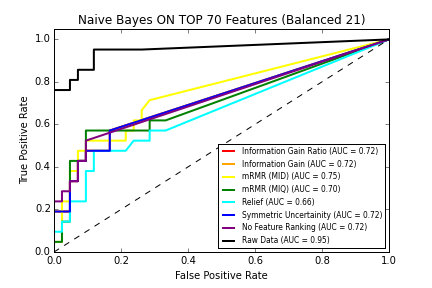 Naive Bayes ON TOP 70 Features (Balanced 21)
1.0
0.8
0.6
0.4
0.2
0.0
True Positive Rate
Information Gain Ratio (AUC = 0.72)
Information Gain (AUC = 0.72)
mRMR (MID) (AUC = 0.75)
mRMR (MIQ) (AUC = 0.70)
Relief (AUC = 0.66)
Symmetric Uncertainity (AUC = 0.72)
No Feature Ranking (AUC = 0.72)
Raw Data (AUC = 0.95)
0.0 0.2 0.4 0.6 0.8 1.0
False Positive Rate